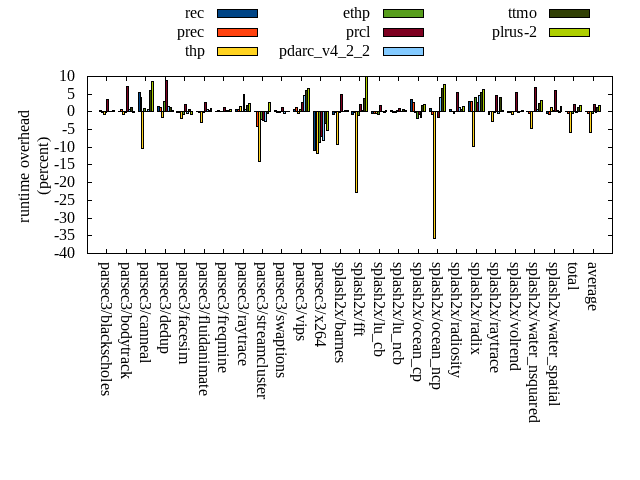 rec
prec
thp
ethp
prcl
pdarc_v4_2_2
ttmo
plrus-2
runtime overhead
(percent)
10
5
0
-5
-10
-15
-20
-25
-30
-35
-40
parsec3/blackscholes
parsec3/bodytrack
parsec3/canneal
parsec3/dedup
parsec3/facesim
parsec3/fluidanimate
parsec3/freqmine
parsec3/raytrace
parsec3/streamcluster
parsec3/swaptions
parsec3/vips
parsec3/x264
splash2x/barnes
splash2x/fft
splash2x/lu_cb
splash2x/lu_ncb
splash2x/ocean_cp
splash2x/ocean_ncp
splash2x/radiosity
splash2x/radix
splash2x/raytrace
splash2x/volrend
splash2x/water_nsquared
splash2x/water_spatial
total
average